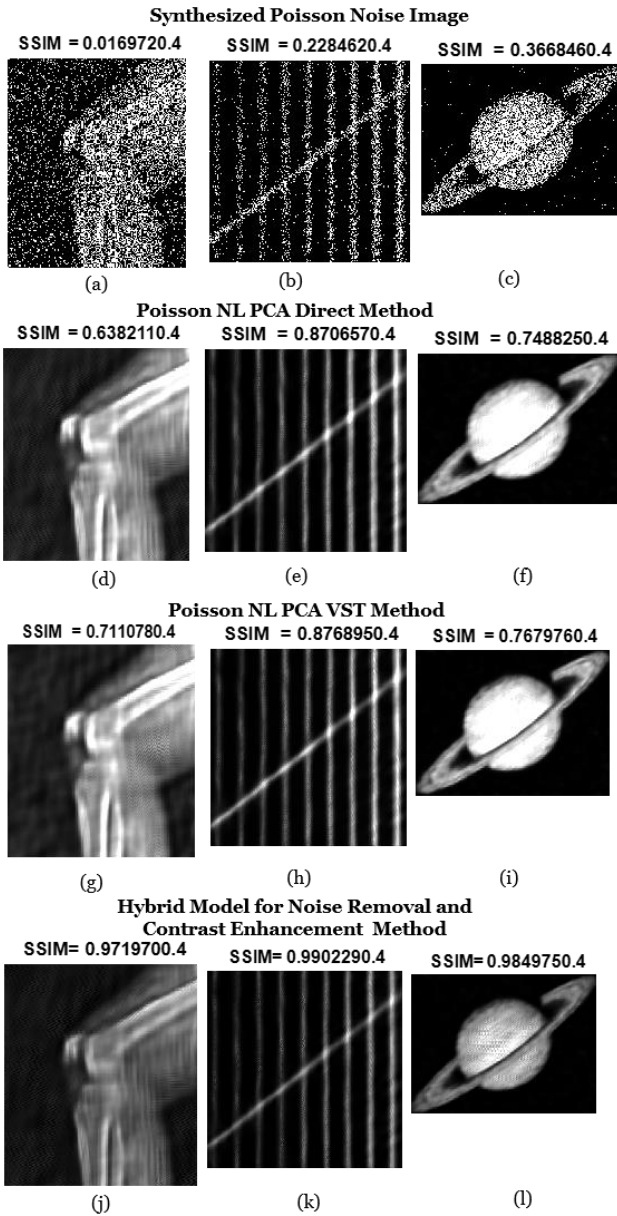 Synthesized Poisson Noise Image
SSIM = 0.0169720.4
SSIM = 0.2284620.4
SSIM = 0.3668460.4
(a)
(b)
(c)
Poisson NL PCA Direct Method
SSIM = 0.6382110.4
SSIM = 0.8706570.4
SSIM = 0.7488250.4
(d)
(e)
(f)
Poisson NL PCA VST Method
SSIM = 0.7110780.4
SSIM = 0.8768950.4
SSIM = 0.7679760.4
(g)
(h)
(i)
Hybrid Model for Noise Removal and
Contrast Enhancement Method
SSIM= 0.9719700.4
SSIM= 0.9902290.4
SSIM= 0.9849750.4
(j)
(k)
(l)